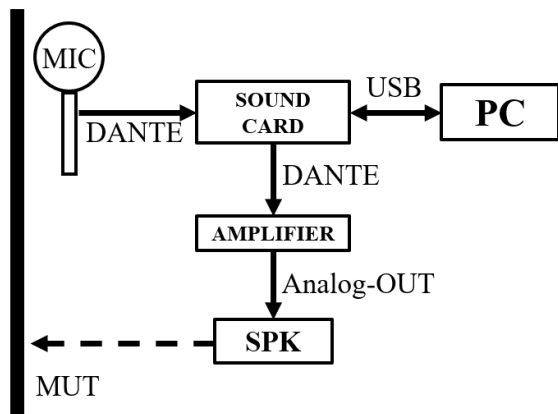 MIC
DANTE
SOUND
CARD
USB
PC
DANTE
AMPLIFIER
Analog-OUT
SPK
MUT